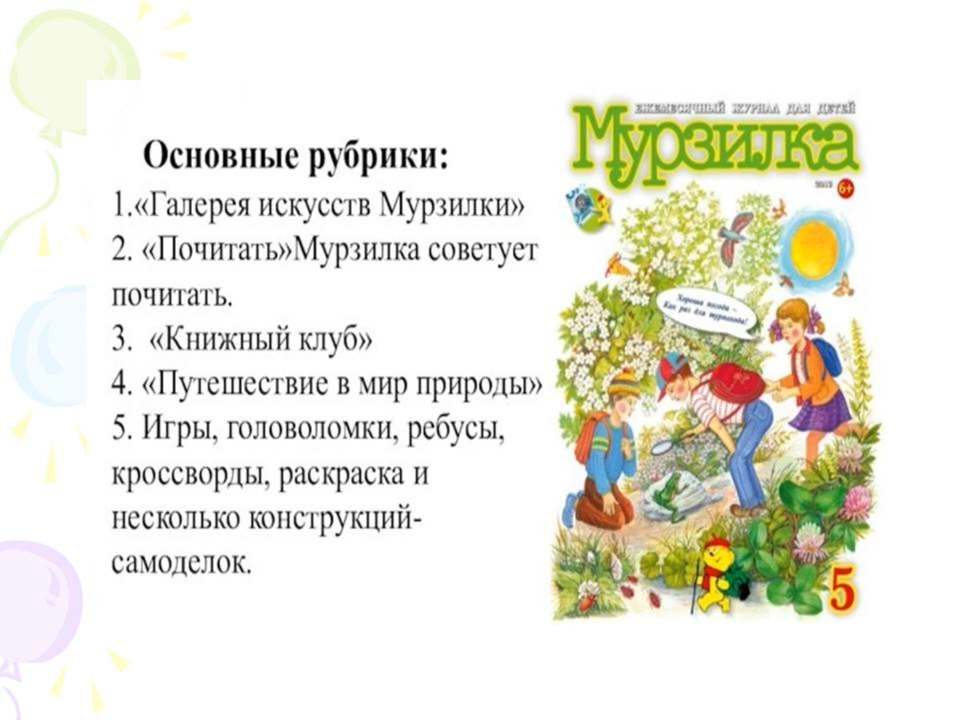 Основные рубрики:
1.«Галерея искусств Мурзилки»
2. «Почитать»Мурзилка советует
почитать.
3. «Книжный клуб»
4. «Путешествие в мир природы»
5. Игры, головоломки, ребусы,
кроссворды, раскраска и
несколько конструкций-
самоделок.
ЕЖЕМЕСЯЧНЫЙ ЖУРНАЛ ДЛЯ ДЕТЕЙ
Мурзилка
6+
Хороша погода –
Как раз для турпохода!
5